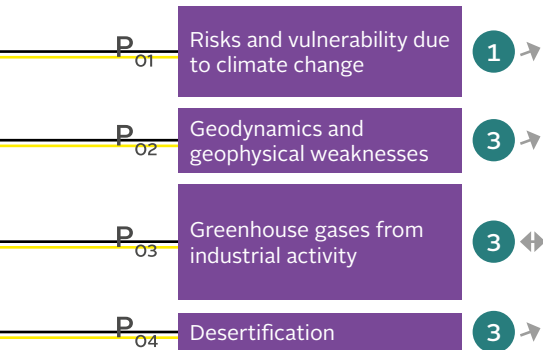 P01 Risks and vulnerability due
to climate change 1
P02 Geodynamics and
geophysical weaknesses 3
P03 Greenhouse gases from
industrial activity 3
P04 Desertification 3